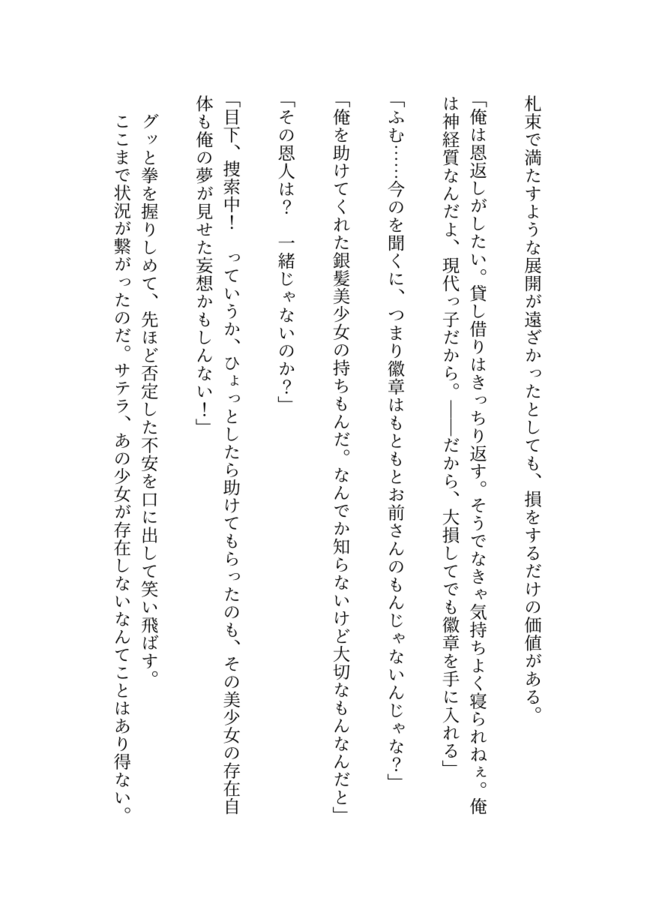 札束で満たすような展開が遠ざかったとしても、損をするだけの価値がある。
「俺は恩返しがしたい。貸し借りはきっちり返す。そうでなきゃ気持ちよく寝られねぇ。俺
は神経質なんだよ、現代っ子だから。――だから、大損してでも徽章を手に入れる」
「ふむ……今のを聞くに、つまり徽章はもともとお前さんのもんじゃないんじゃな？」
「俺を助けてくれた銀髪美少女の持ちもんだ。なんでか知らないけど大切なもんなんだと」
「その恩人は？　一緒じゃないのか？」
「目下、捜索中！　っていうか、ひょっとしたら助けてもらったのも、その美少女の存在自
体も俺の夢が見せた妄想かもしんない！」
グッと拳を握りしめて、先ほど否定した不安を口に出して笑い飛ばす。
ここまで状況が繋がったのだ。サテラ、あの少女が存在しないなんてことはあり得ない。